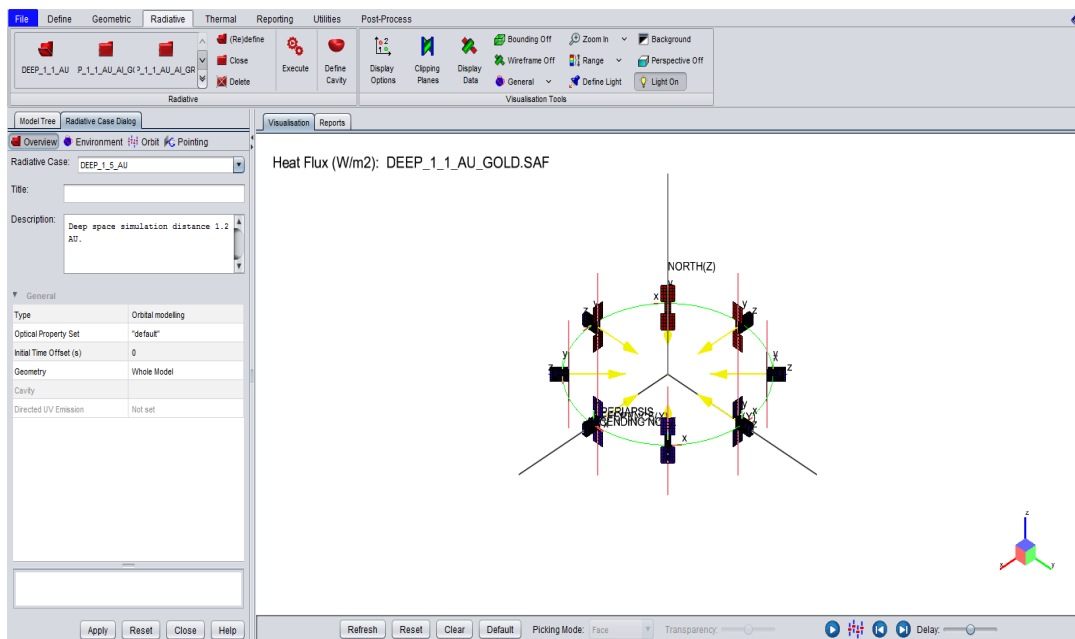 File Define Geometric Radiative Thermal Reporting Utilities Post-Process
DEEP_1_1_AU
(Re)define
Close
Delete
Execute
Define
Cavity
Display
Options
Clipping
Planes
Display
Data
Bounding Off
Wireframe Off
General
Zoom In
Range
Define Light
Background
Perspective Off
Light On
Radiative
Visualisation Tools
Model Tree Radiative Case Dialog
Overview Environment Orbit Pointing
Radiative Case: DEEP_1_5_AU
Title:
Description: Deep space simulation distance 1.2
AU.
General
Type Orbital modelling
Optical Property Set "default"
Initial Time Offset (s) 0
Geometry Whole Model
Cavity
Directed UV Emission Not set
Apply Reset Close Help
Visualisation Reports
Heat Flux (W/m2): DEEP_1_1_AU_GOLD.SAF
NORTH(Z)
PERIAPSIS
z
x y
Refresh Reset Clear Default Picking Mode: Face Transparency: Delay: